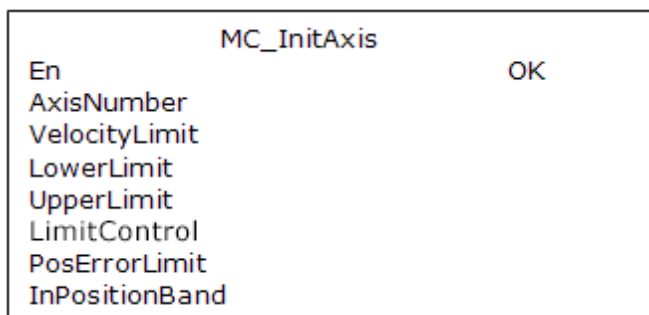 MC_InitAxis
En OK
AxisNumber
VelocityLimit
LowerLimit
UpperLimit
LimitControl
PosErrorLimit
InPositionBand